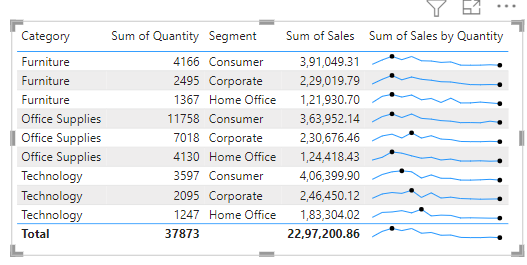 Category Sum of Quantity Segment Sum of Sales Sum of Sales by Quantity
Furniture 4166 Consumer 3,91,049.31
Furniture 2495 Corporate 2,29,019.79
Furniture 1367 Home Office 1,21,930.70
Office Supplies 11758 Consumer 3,63,952.14
Office Supplies 7018 Corporate 2,30,676.46
Office Supplies 4130 Home Office 1,24,418.43
Technology 3597 Consumer 4,06,399.90
Technology 2095 Corporate 2,46,450.12
Technology 1247 Home Office 1,83,304.02
Total 37873 22,97,200.86